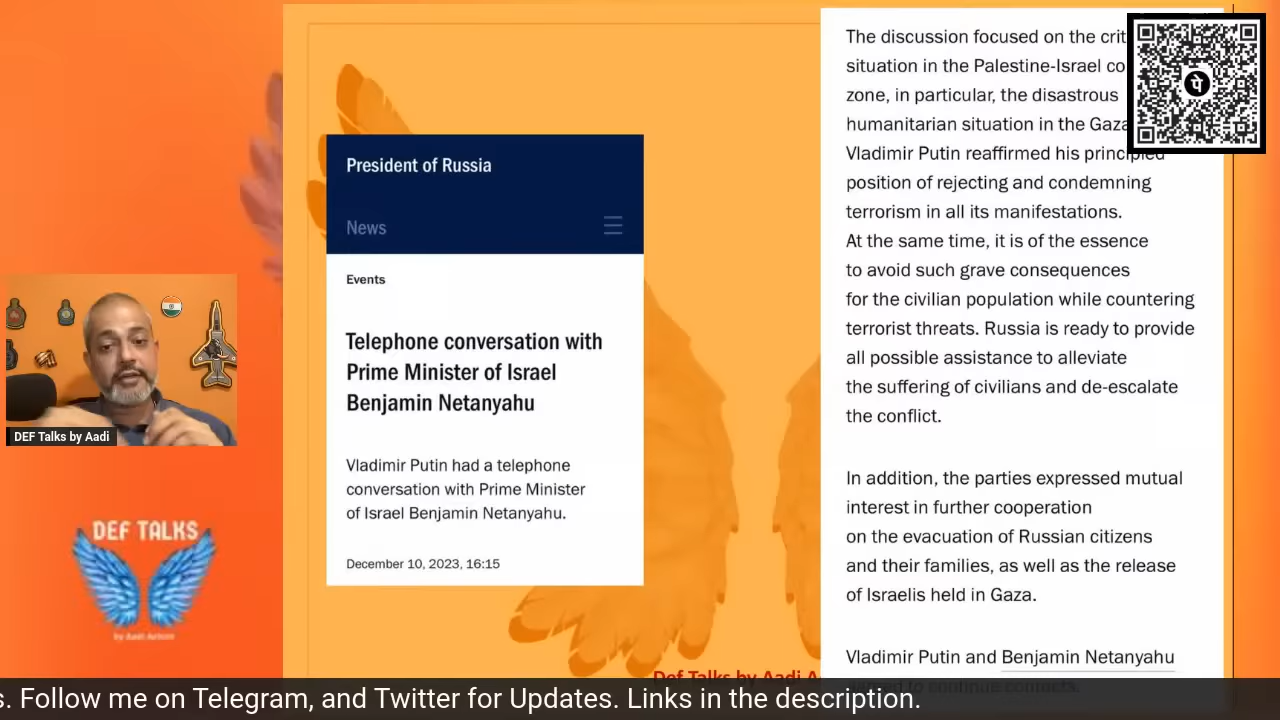 President of Russia
News
Events
Telephone conversation with
Prime Minister of Israel
Benjamin Netanyahu
Vladimir Putin had a telephone
conversation with Prime Minister
of Israel Benjamin Netanyahu.
December 10, 2023, 16:15
The discussion focused on the
situation in the Palestine-Israel
zone, in particular, the disastrous
humanitarian situation in the Gaza
Vladimir Putin reaffirmed his principled
position of rejecting and condemning
terrorism in all its manifestations.
At the same time, it is of the essence
to avoid such grave consequences
for the civilian population while countering
terrorist threats. Russia is ready to provide
all possible assistance to alleviate
the suffering of civilians and de-escalate
the conflict.
In addition, the parties expressed mutual
interest in further cooperation
on the evacuation of Russian citizens
and their families, as well as the release
of Israelis held in Gaza.
Vladimir Putin and Benjamin Netanyahu
agreed to continue contacts.
DEF Talks by Aadi
DEF TALKS
by Aadi Achint
Def Talks by Aadi A
s. Follow me on Telegram, and Twitter for Updates. Links in the description.